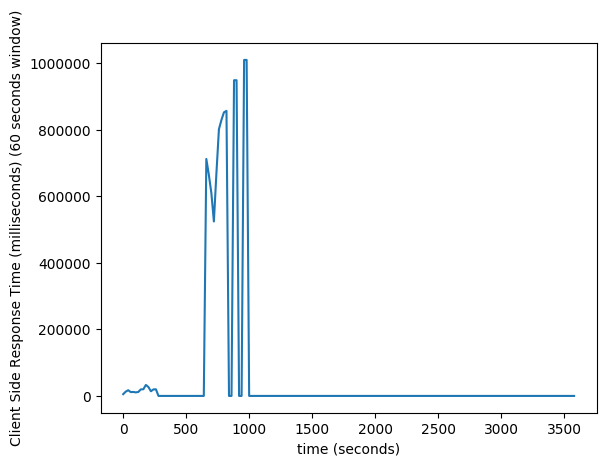 Client Side Response Time (milliseconds) (60 seconds window)
1000000
800000
600000
400000
200000
0
0 500 1000 1500 2000 2500 3000 3500
time (seconds)